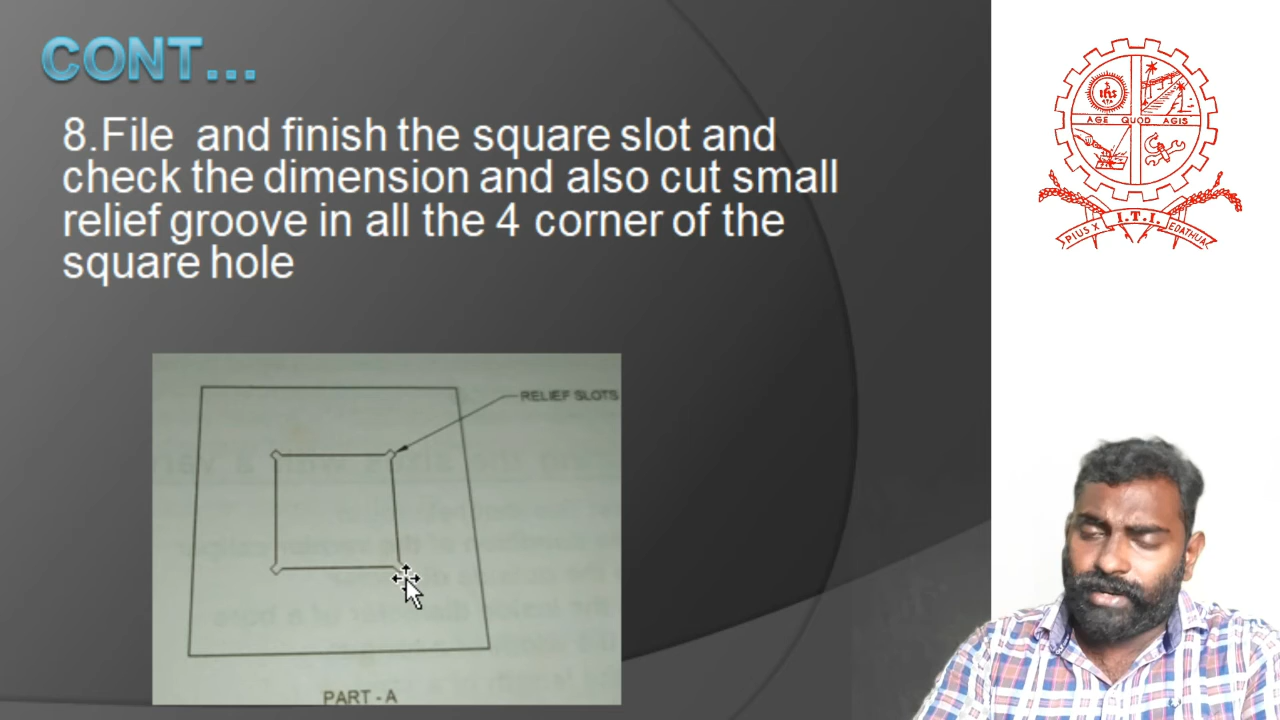 CONT...
8.File and finish the square slot and
check the dimension and also cut small
relief groove in all the 4 corner of the
square hole
RELIEF SLOTS
PART - A
IHS
AGE QUOD AGIS
I.T.I.
PIUS X EDATHUA